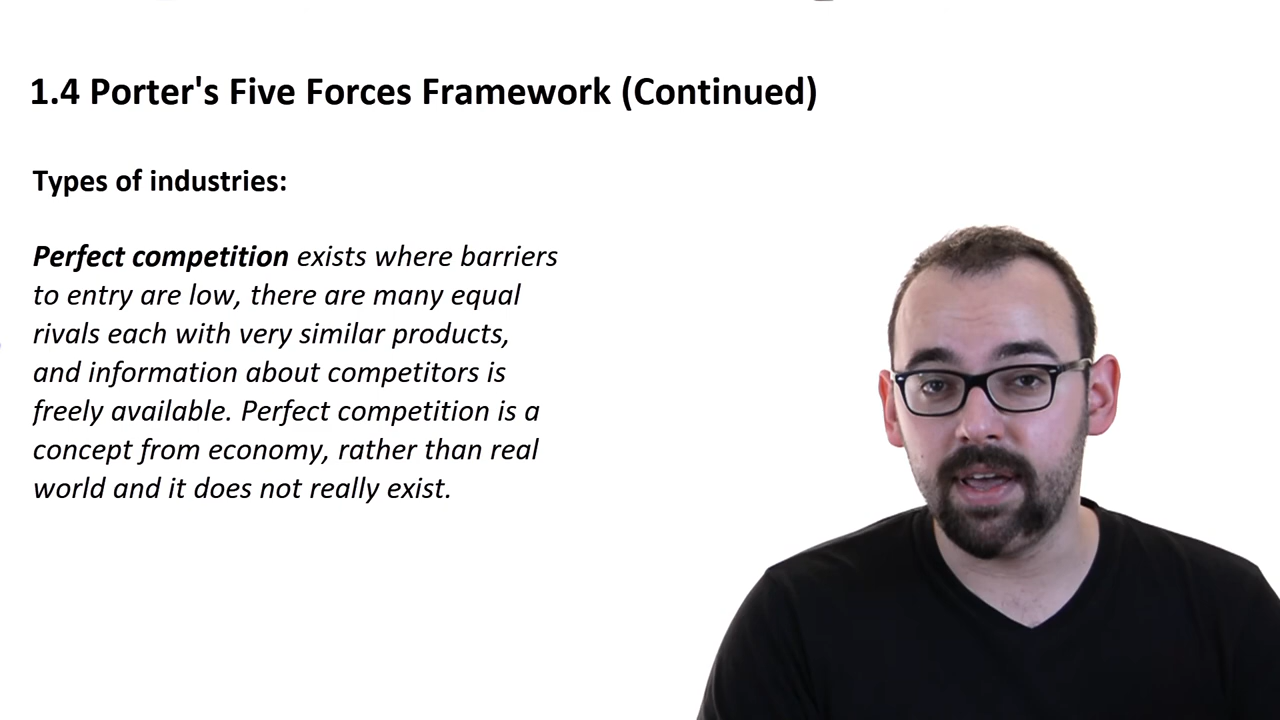 1.4 Porter's Five Forces Framework (Continued)
Types of industries:
Perfect competition exists where barriers
to entry are low, there are many equal
rivals each with very similar products,
and information about competitors is
freely available. Perfect competition is a
concept from economy, rather than real
world and it does not really exist.